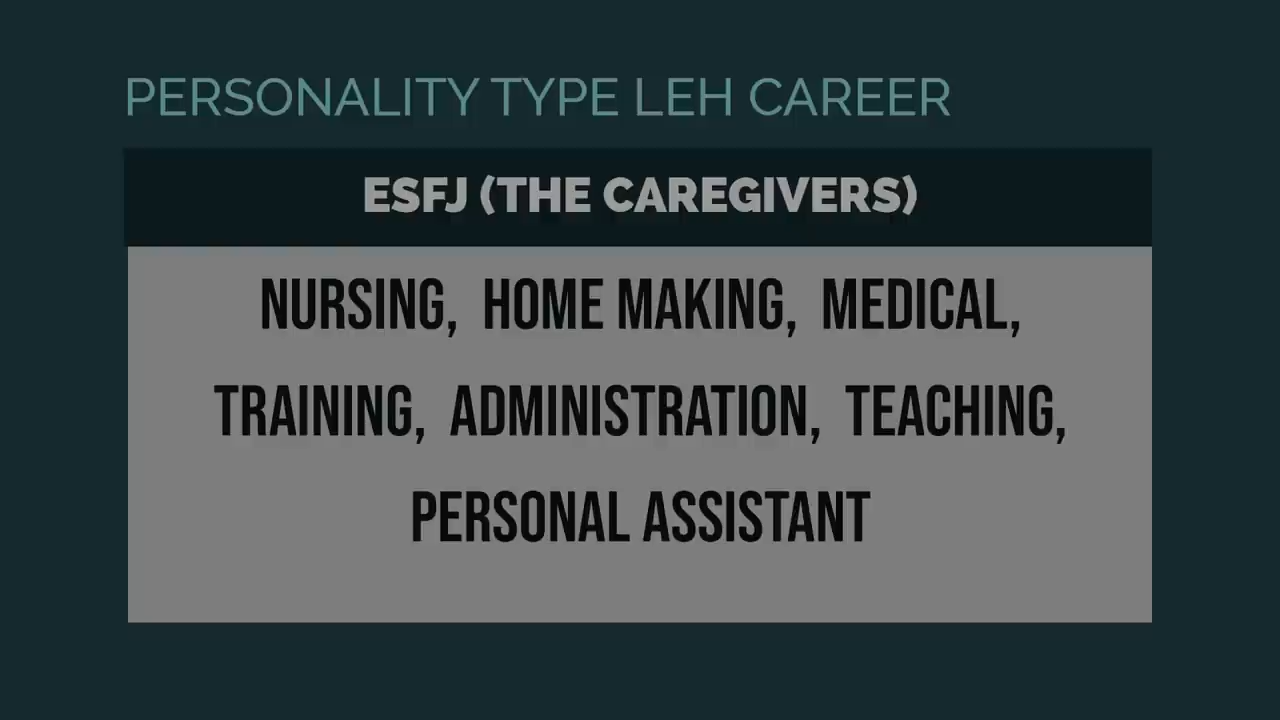 PERSONALITY TYPE LEH CAREER
ESFJ (THE CAREGIVERS)
NURSING, HOME MAKING, MEDICAL,
TRAINING, ADMINISTRATION, TEACHING,
PERSONAL ASSISTANT